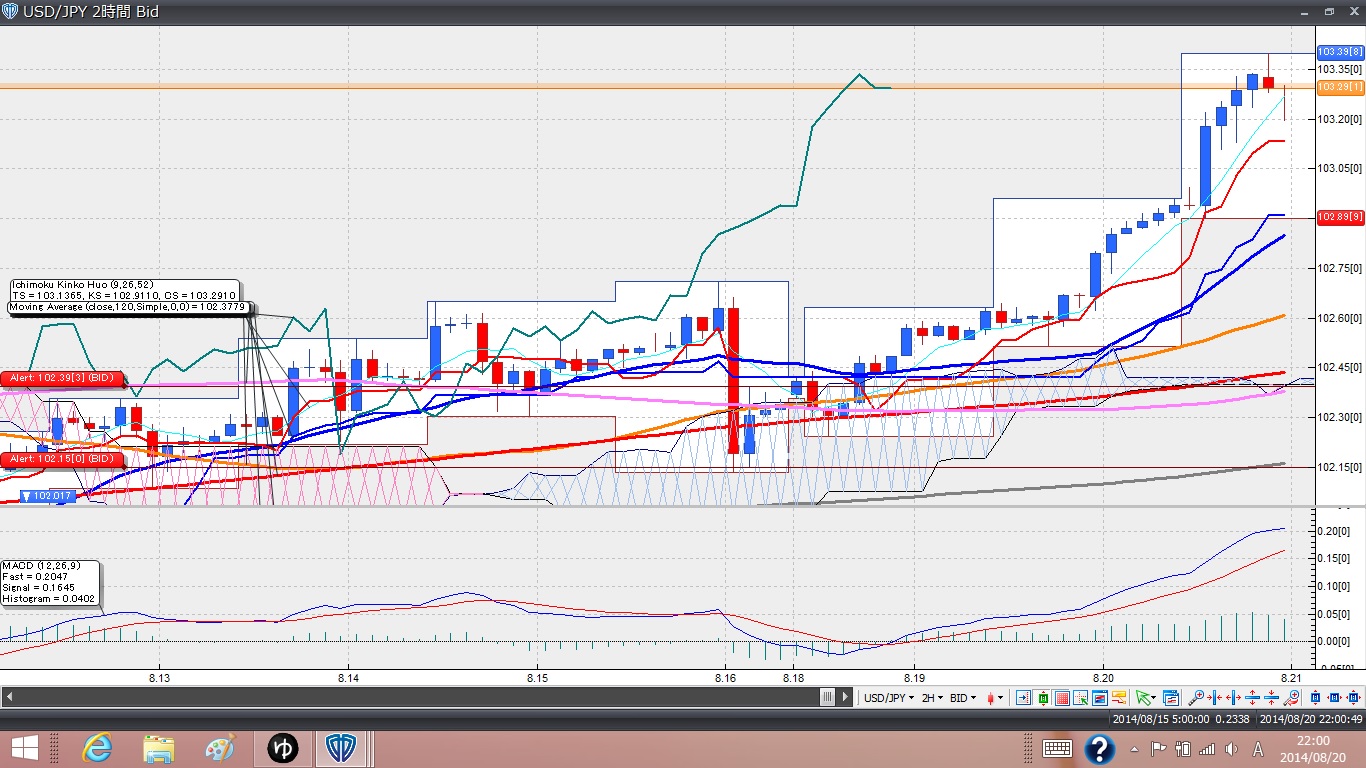 USD/JPY 2時間 Bid
103.39[8]
103.35[0]
103.29[1]
103.20[0]
103.05[0]
102.89[9]
102.75[0]
102.60[0]
102.45[0]
102.30[0]
102.15[0]
Ichimoku Kinko Huo (9,26,52)
TS = 103.1365, KS = 102.9110, CS = 103.2910
Moving Average (close,120,Simple,0,0) = 102.3779
Alert: 102.39[3] (BID)
Alert: 102.15[0] (BID)
▼ 102.017
MACD (12,26,9)
Fast = 0.2047
Signal = 0.1645
Histogram = 0.0402
0.20[0]
0.15[0]
0.10[0]
0.05[0]
0.00[0]
8.13
8.14
8.15
8.16
8.18
8.19
8.20
8.21
USD/JPY
2H
BID
2014/08/15 5:00:00 0.2338
2014/08/20 22:00:49
ゆ
A
22:00
2014/08/20